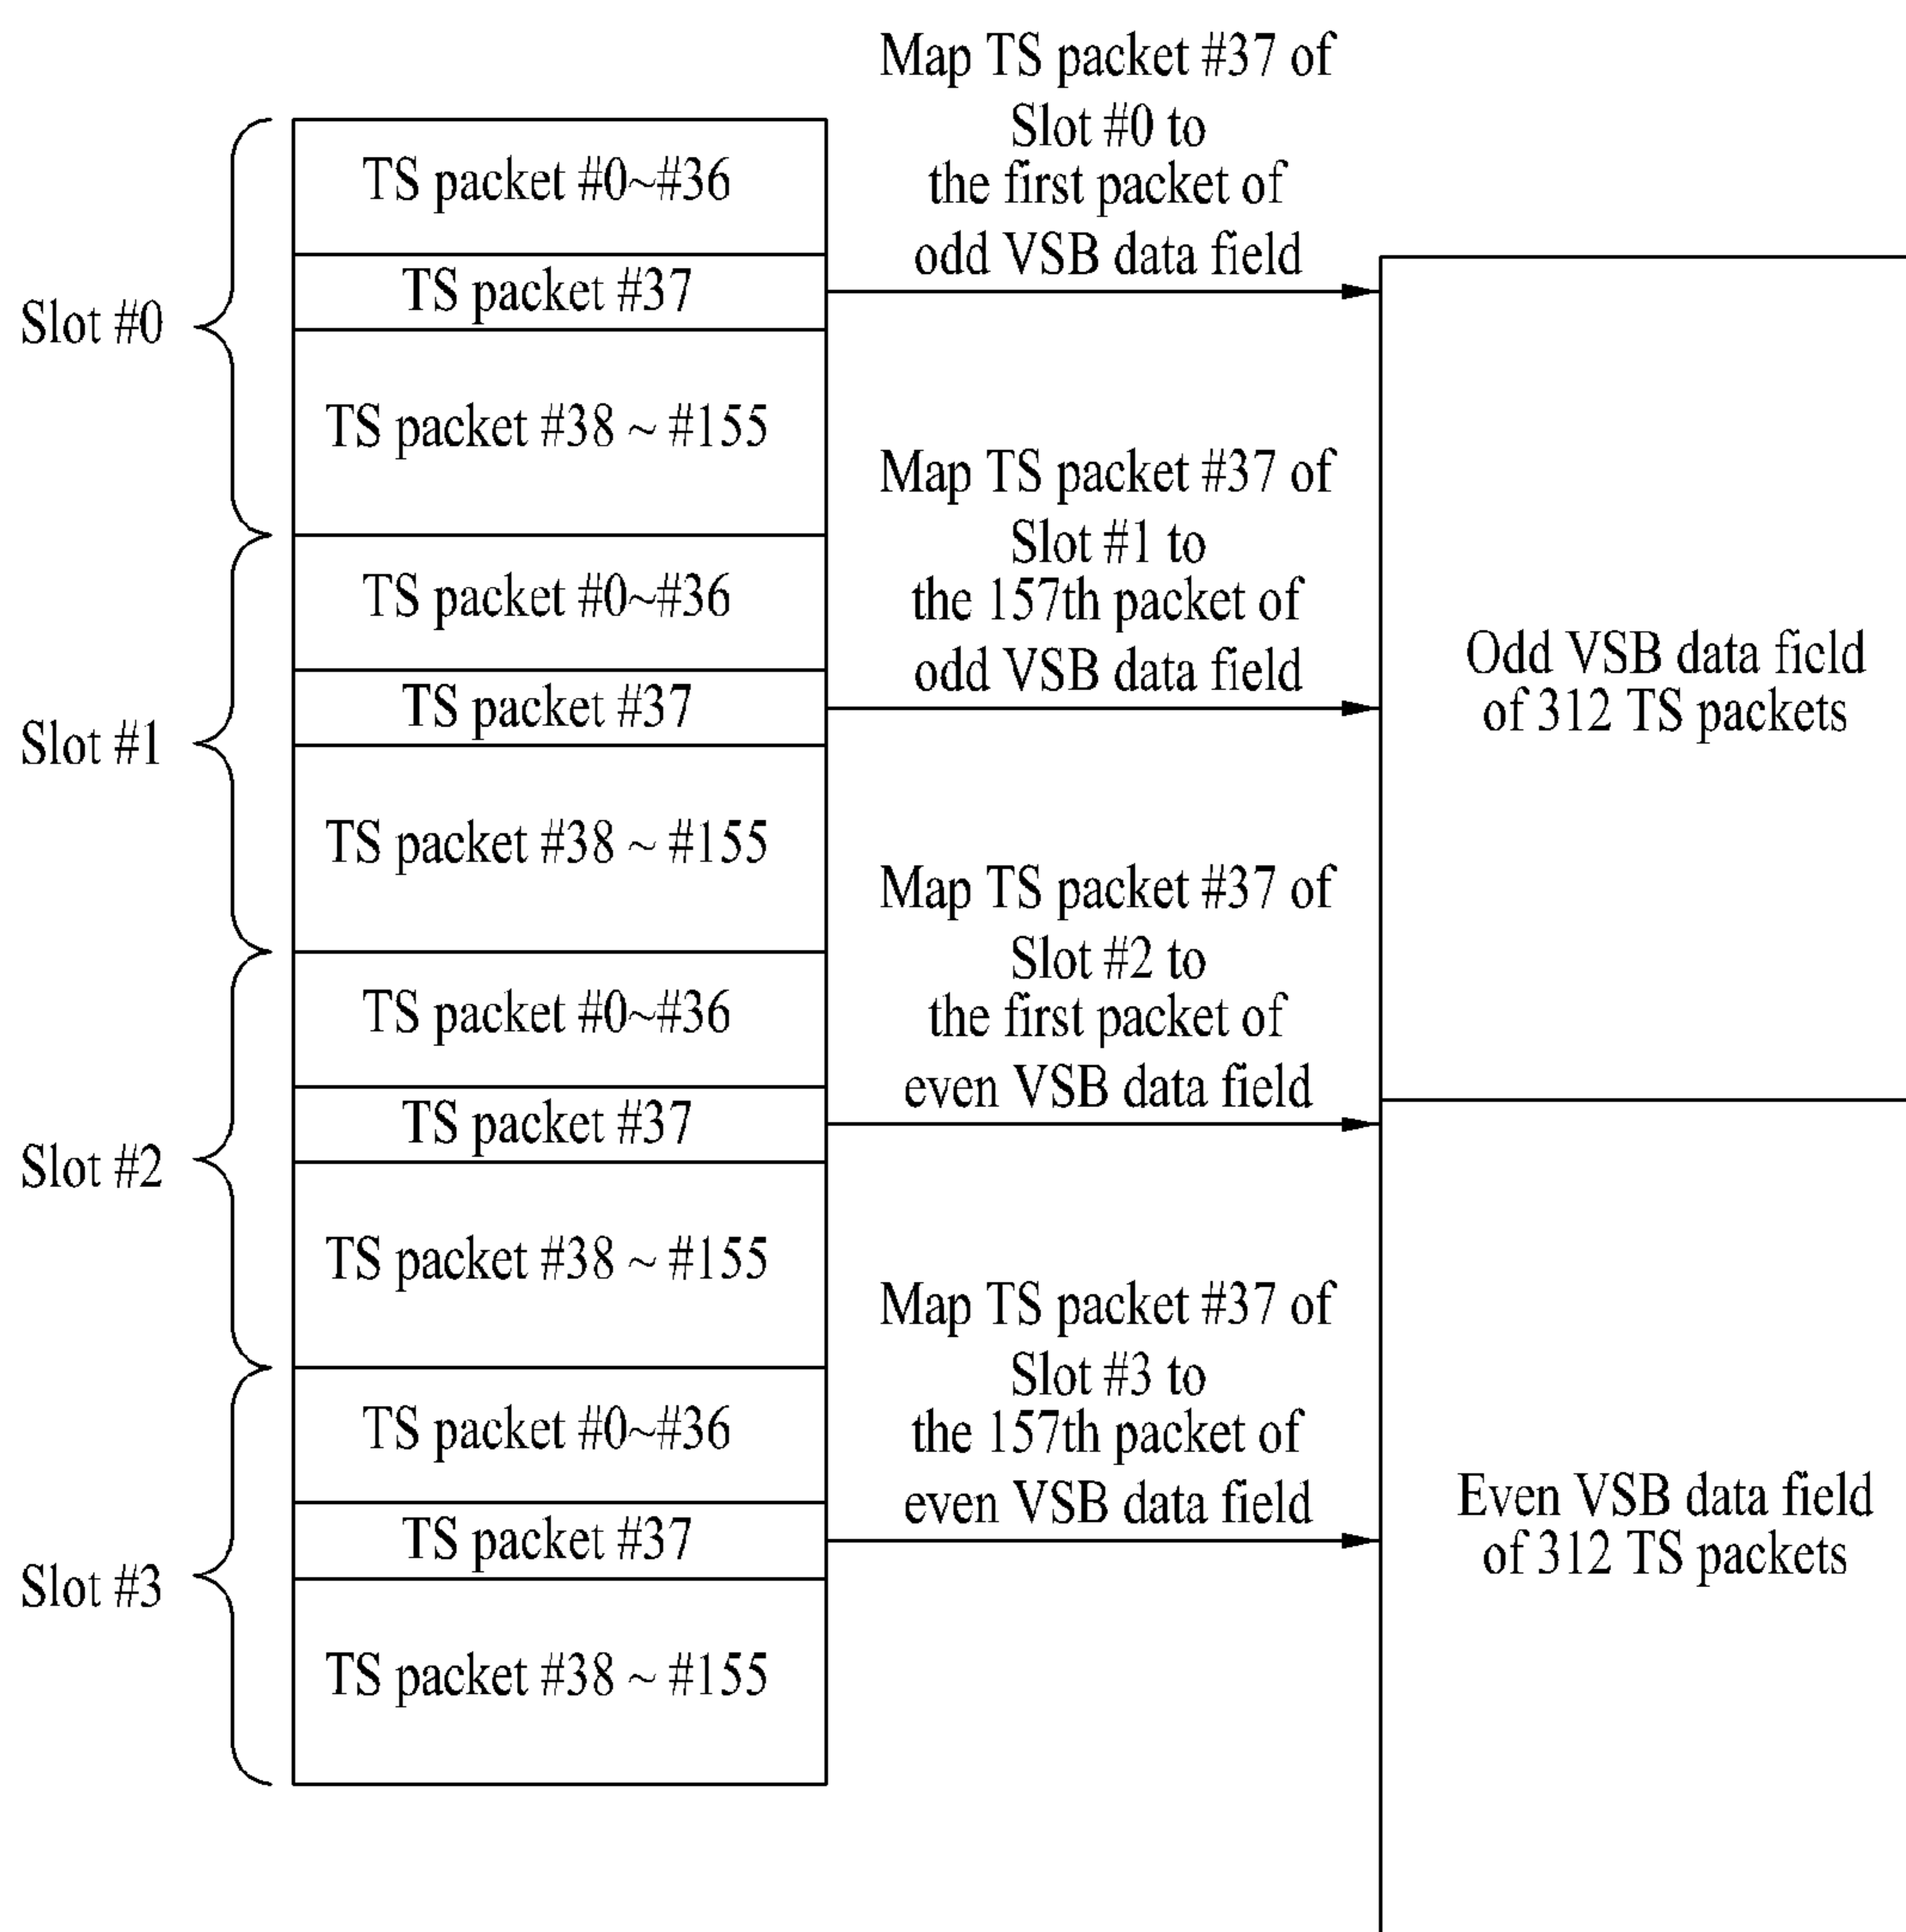 Slot #0
TS packet #0~#36
TS packet #37
TS packet #38 ~ #155
Map TS packet #37 of
Slot #0 to
the first packet of
odd VSB data field
Slot #1
TS packet #0~#36
TS packet #37
TS packet #38 ~ #155
Map TS packet #37 of
Slot #1 to
the 157th packet of
odd VSB data field
Slot #2
TS packet #0~#36
TS packet #37
TS packet #38 ~ #155
Map TS packet #37 of
Slot #2 to
the first packet of
even VSB data field
Slot #3
TS packet #0~#36
TS packet #37
TS packet #38 ~ #155
Map TS packet #37 of
Slot #3 to
the 157th packet of
even VSB data field
Odd VSB data field
of 312 TS packets
Even VSB data field
of 312 TS packets